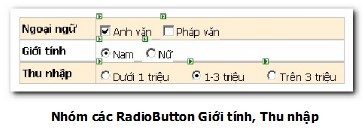 Ngoại ngữ Anh văn Pháp văn
Giới tính Nam Nữ
Thu nhập Dưới 1 triệu 1-3 triệu Trên 3 triệu
Nhóm các RadioButton Giới tính, Thu nhập